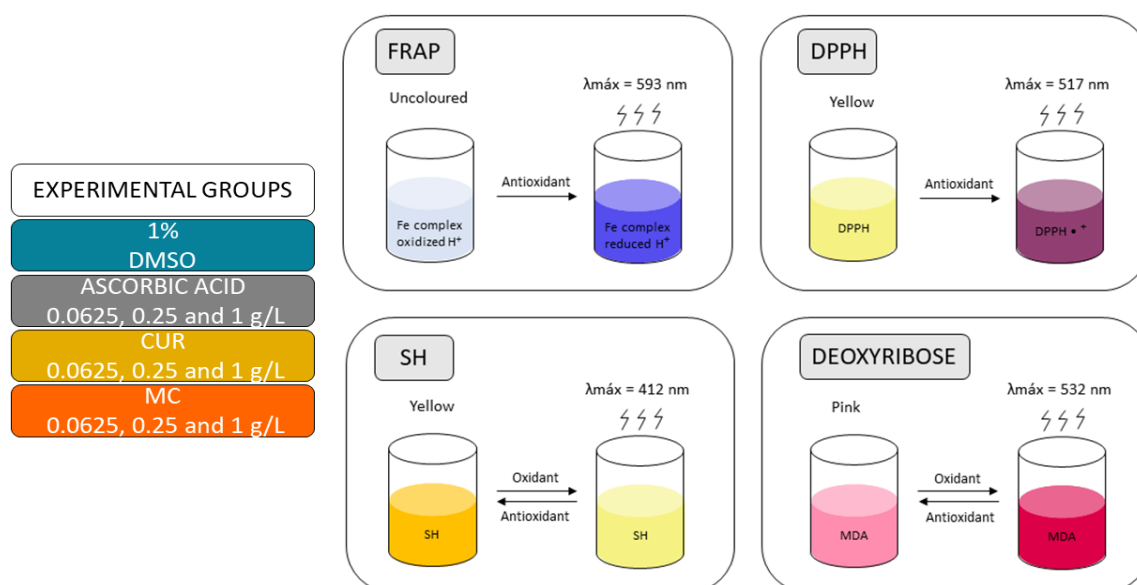 EXPERIMENTAL GROUPS
1%
DMSO
ASCORBIC ACID
0.0625, 0.25 and 1 g/L
CUR
0.0625, 0.25 and 1 g/L
MC
0.0625, 0.25 and 1 g/L
FRAP
λmáx = 593 nm
Uncoloured
Antioxidant
Fe complex
oxidized H⁺
Fe complex
reduced H⁺
DPPH
λmáx = 517 nm
Yellow
Antioxidant
DPPH
DPPH • ⁺
SH
λmáx = 412 nm
Yellow
Oxidant
Antioxidant
SH
SH
DEOXYRIBOSE
λmáx = 532 nm
Pink
Oxidant
Antioxidant
MDA
MDA